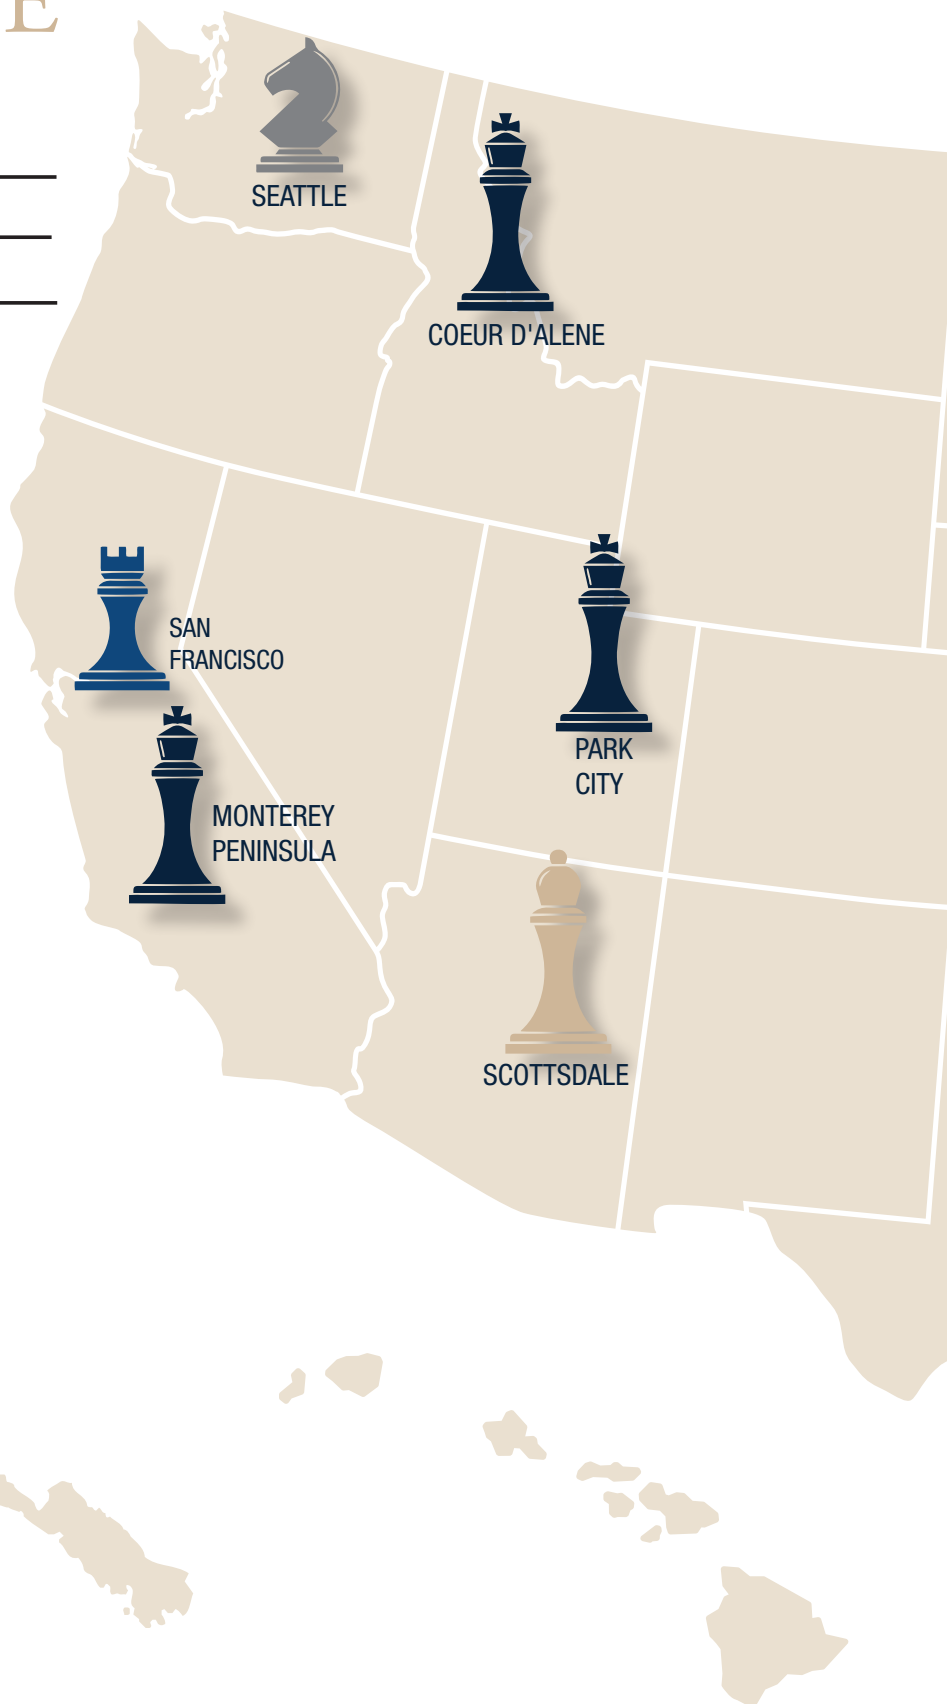 E
SEATTLE
COEUR D'ALENE
SAN
FRANCISCO
PARK
CITY
MONTEREY
PENINSULA
SCOTTSDALE